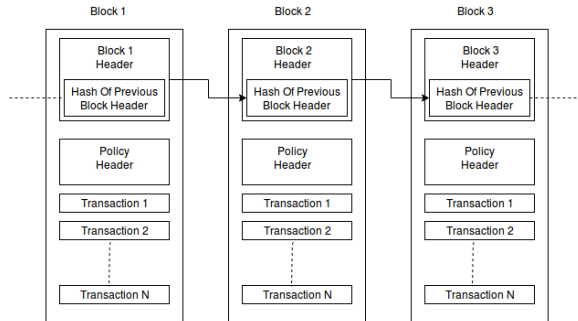 Block 1
Block 2
Block 3
Block 1
Header
Hash Of Previous
Block Header
Policy
Header
Transaction 1
Transaction 2
Transaction N
Block 2
Header
Hash Of Previous
Block Header
Policy
Header
Transaction 1
Transaction 2
Transaction N
Block 3
Header
Hash Of Previous
Block Header
Policy
Header
Transaction 1
Transaction 2
Transaction N